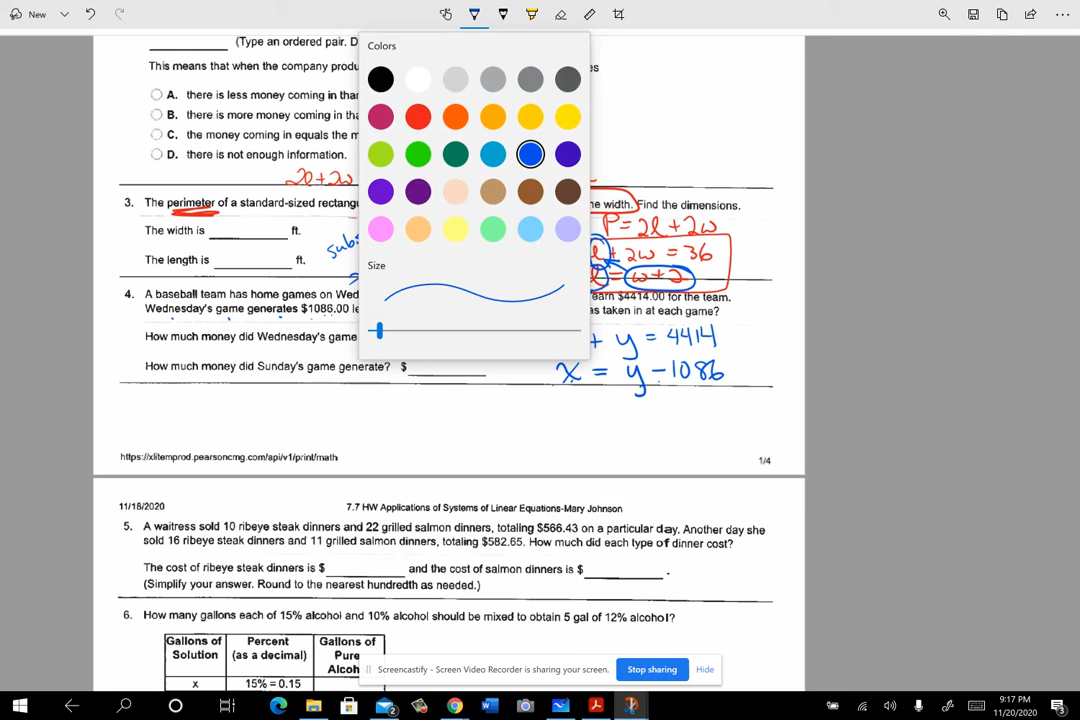 New
(Type an ordered pair. D
This means that when the company produ
es
A. there is less money coming in than
B. there is more money coming in tha
C. the money coming in equals the m
D. there is not enough information.
Colors
Size
2l+2w
3. The perimeter of a standard-sized rectangu
he width. Find the dimensions.
P=2l+2w
The width is ft.
subs
l + 2w = 36
The length is ft.
l = w+2
4. A baseball team has home games on Wed
earn $4414.00 for the team.
Wednesday's game generates $1086.00 le
as taken in at each game?
How much money did Wednesday's game
+ y = 4414
How much money did Sunday's game generate? $
x = y -1086
https://xlitemprod.pearsoncmg.com/api/v1/print/math
1/4
11/18/2020
7.7 HW Applications of Systems of Linear Equations-Mary Johnson
5. A waitress sold 10 ribeye steak dinners and 22 grilled salmon dinners, totaling $566.43 on a particular day. Another day she
sold 16 ribeye steak dinners and 11 grilled salmon dinners, totaling $582.65. How much did each type of dinner cost?
The cost of ribeye steak dinners is $ and the cost of salmon dinners is $ .
(Simplify your answer. Round to the nearest hundredth as needed.)
6. How many gallons each of 15% alcohol and 10% alcohol should be mixed to obtain 5 gal of 12% alcohol?
Gallons of Solution
Percent (as a decimal)
Gallons of Pure Alcoh
x
15% = 0.15
Screencastify - Screen Video Recorder is sharing your screen.
Stop sharing
Hide
9:17 PM
11/20/2020